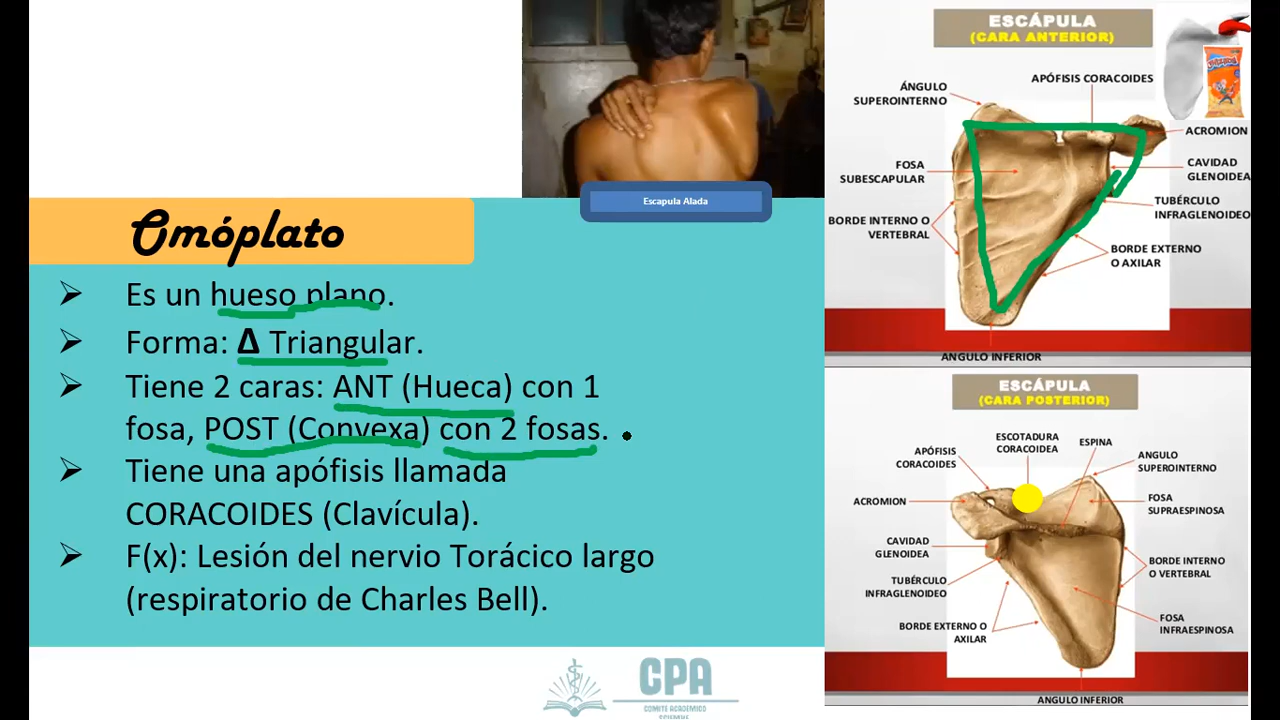 Escapula Alada
Omóplato
Es un hueso plano.
Forma: Δ Triangular.
Tiene 2 caras: ANT (Hueca) con 1
fosa, POST (Convexa) con 2 fosas.
Tiene una apófisis llamada
CORACOIDES (Clavícula).
F(x): Lesión del nervio Torácico largo
(respiratorio de Charles Bell).
CPA
COMITÉ ACADÉMICO
ESCÁPULA
(CARA ANTERIOR)
APÓFISIS CORACOIDES
ÁNGULO
SUPEROINTERNO
ACROMION
FOSA
SUBESCAPULAR
CAVIDAD
GLENOIDEA
TUBÉRCULO
INFRAGLENOIDEO
BORDE INTERNO O
VERTEBRAL
BORDE EXTERNO
O AXILAR
ANGULO INFERIOR
ESCÁPULA
(CARA POSTERIOR)
ESCOTADURA
CORACOIDEA
ESPINA
APÓFISIS
CORACOIDES
ANGULO
SUPEROINTERNO
ACROMION
FOSA
SUPRAESPINOSA
CAVIDAD
GLENOIDEA
BORDE INTERNO
O VERTEBRAL
TUBÉRCULO
INFRAGLENOIDEO
BORDE EXTERNO O
AXILAR
FOSA
INFRAESPINOSA
ANGULO INFERIOR